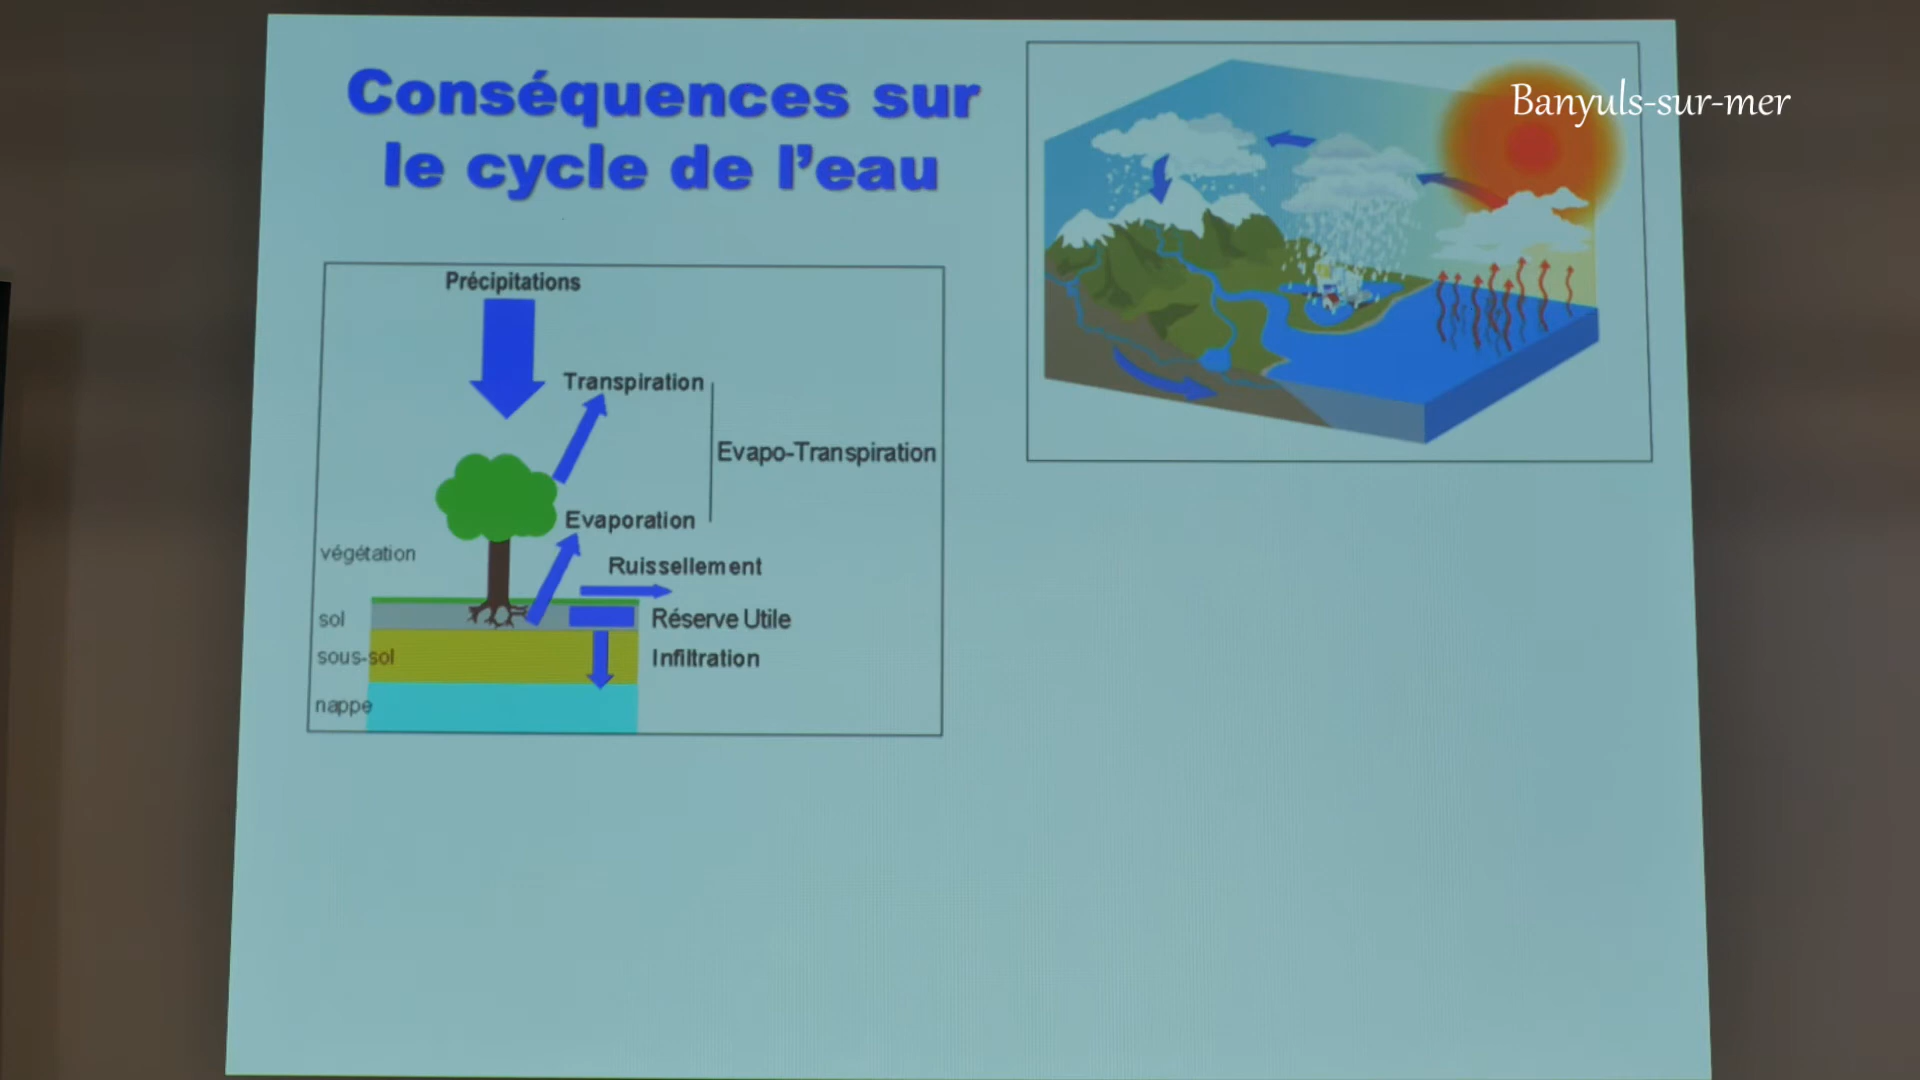 Conséquences sur
le cycle de l'eau
Banyuls-sur-mer
Précipitations
Transpiration
Evapo-Transpiration
Evaporation
végétation
Ruissellement
sol
Réserve Utile
sous-sol
Infiltration
nappe